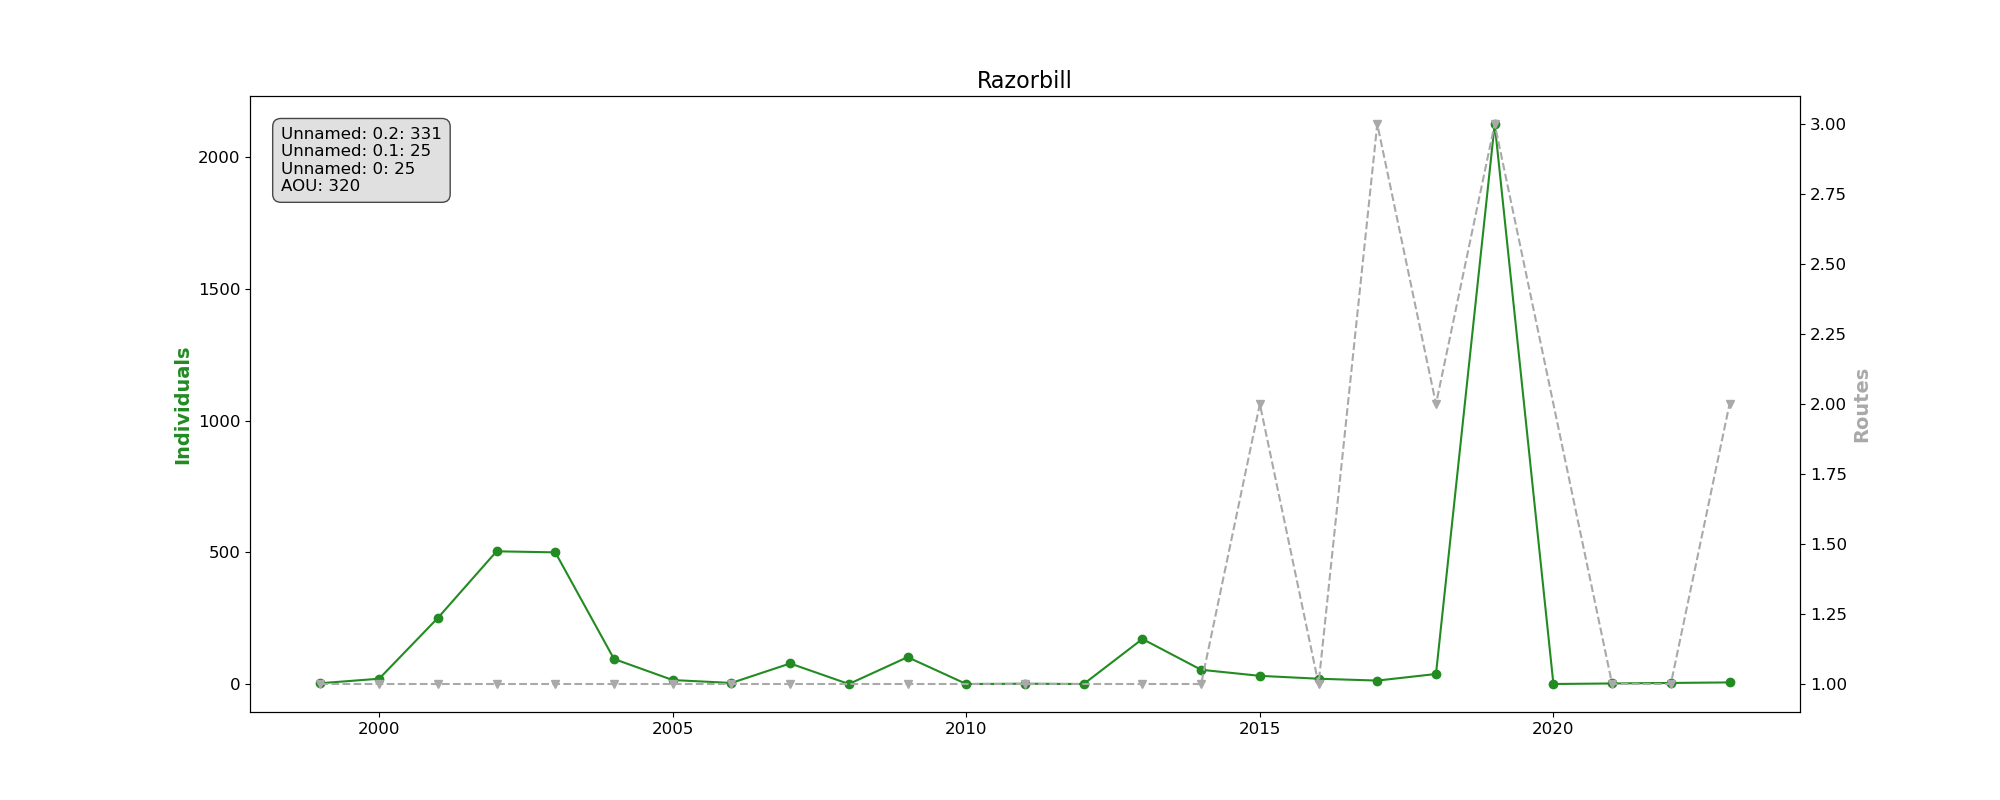 Razorbill
Unnamed: 0.2: 331
Unnamed: 0.1: 25
Unnamed: 0: 25
AOU: 320
Individuals
2000
1500
1000
500
0
3.00
2.75
2.50
2.25
2.00
1.75
1.50
1.25
1.00
Routes
2000 2005 2010 2015 2020